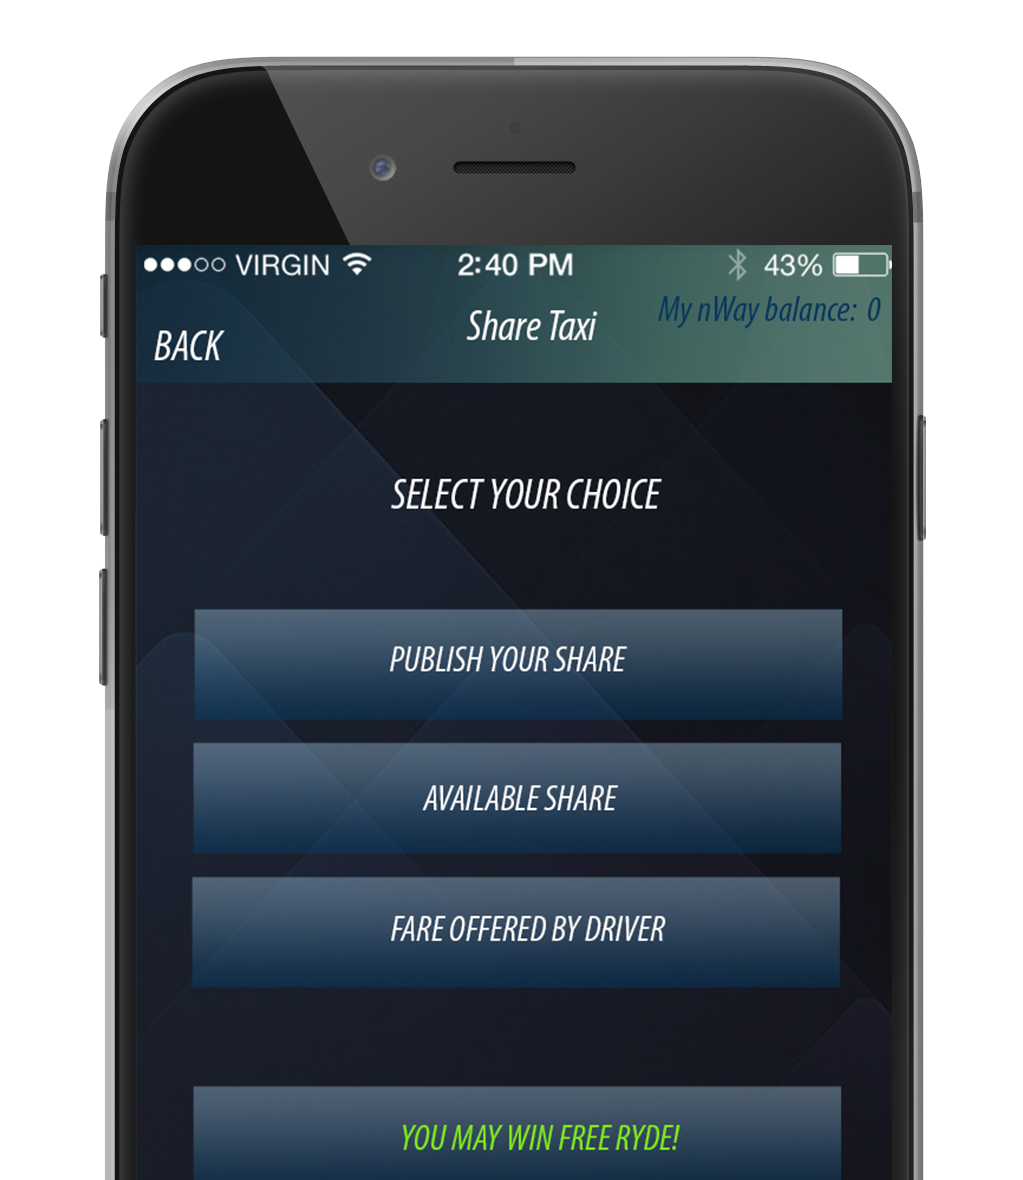 VIRGIN 2:40 PM 43%
My nWay balance: 0
Share Taxi
BACK
SELECT YOUR CHOICE
PUBLISH YOUR SHARE
AVAILABLE SHARE
FARE OFFERED BY DRIVER
YOU MAY WIN FREE RYDE!